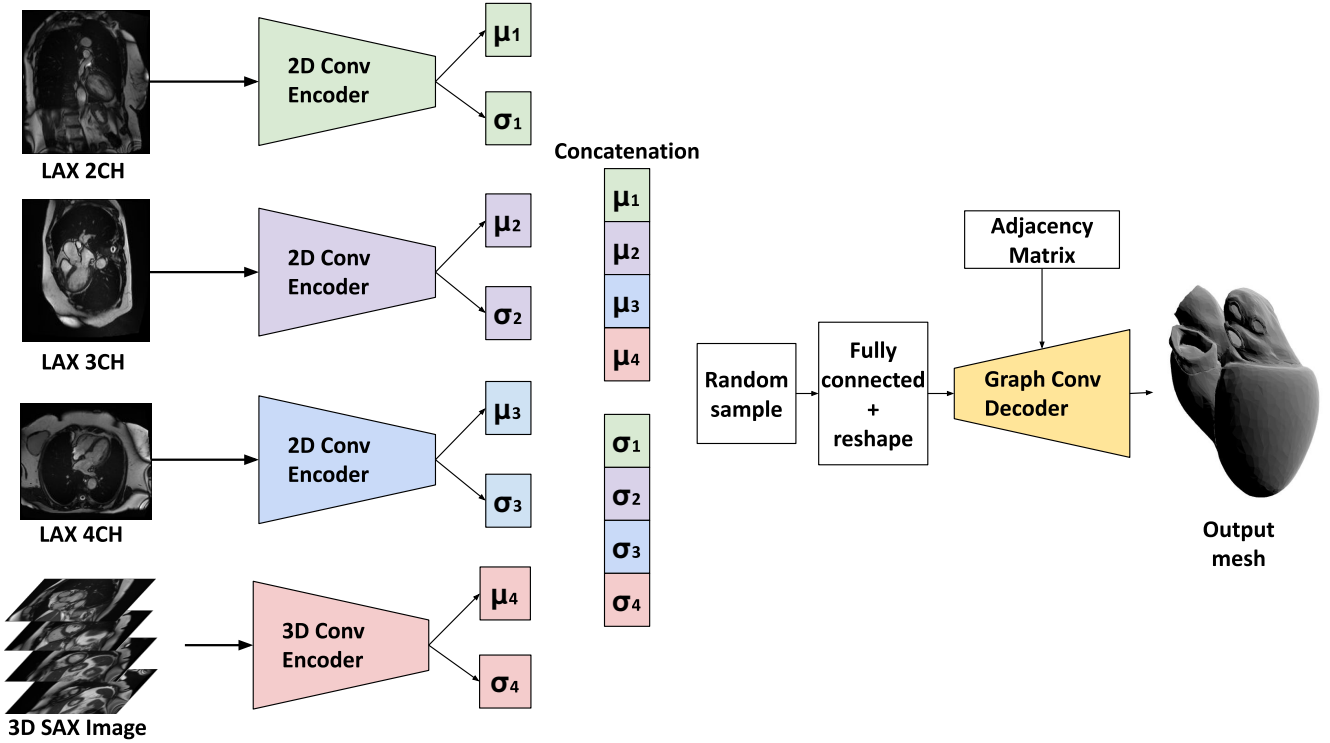 LAX 2CH
2D Conv
Encoder
μ1
σ1
LAX 3CH
2D Conv
Encoder
μ2
σ2
LAX 4CH
2D Conv
Encoder
μ3
σ3
3D SAX Image
3D Conv
Encoder
μ4
σ4
Concatenation
μ1
μ2
μ3
μ4
σ1
σ2
σ3
σ4
Random
sample
Fully
connected
+
reshape
Adjacency
Matrix
Graph Conv
Decoder
Output
mesh